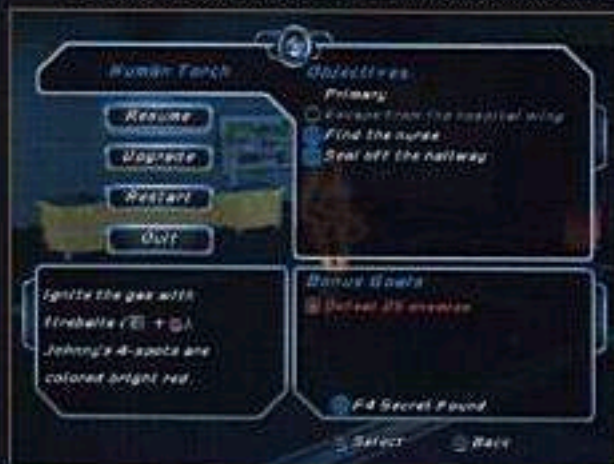 Human Torch
Resume
Upgrade
Restart
Quit
Objectives
Primary
Escape from the hospital wing
Find the nurse
Seal off the hallway
Ignite the gas with
fireballs ( + ).
Johnny's 4-spots are
colored bright red.
Bonus Goals
Defeat 25 enemies
F4 Secret Found
Select
Back